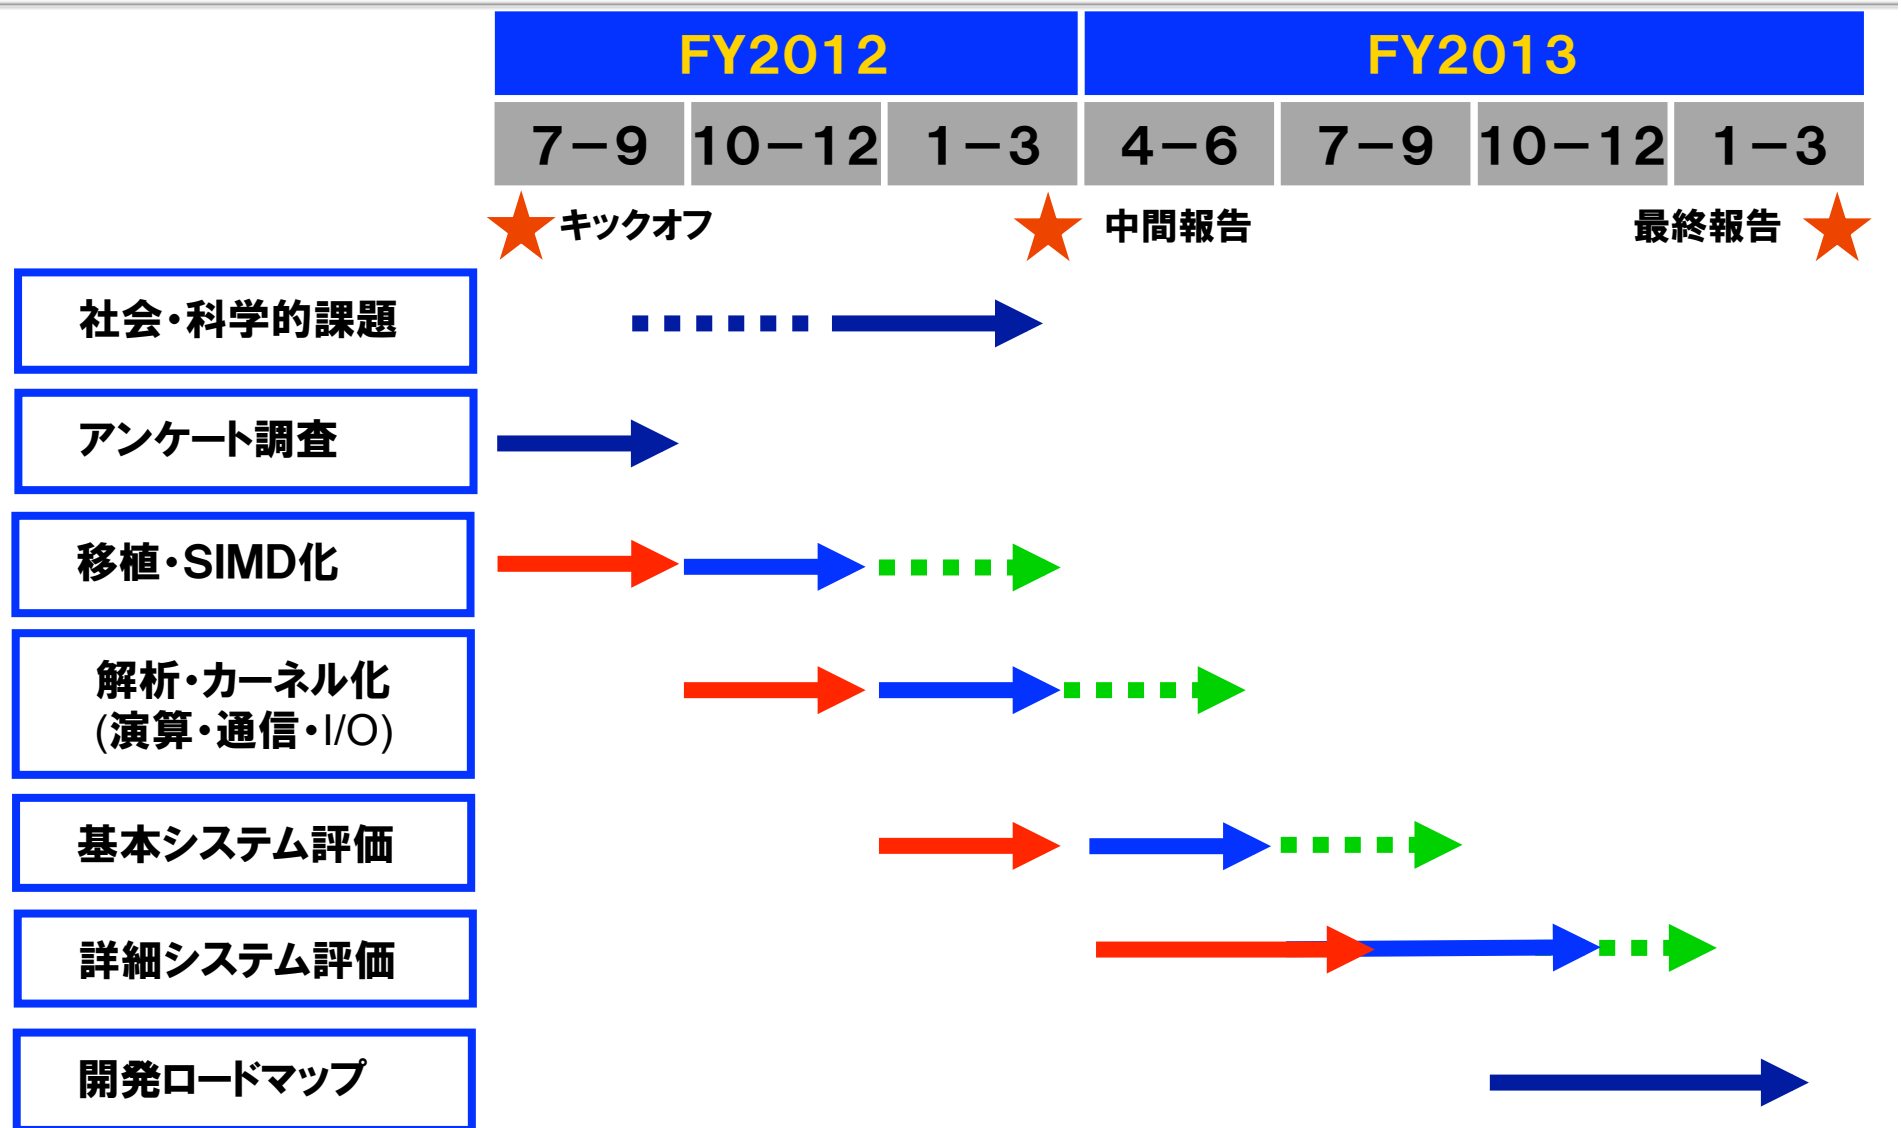 FY2012 FY2013
7−9 10−12 1−3 4−6 7−9 10−12 1−3
キックオフ 中間報告 最終報告
社会・科学的課題
アンケート調査
移植・SIMD化
解析・カーネル化
(演算・通信・I/O)
基本システム評価
詳細システム評価
開発ロードマップ